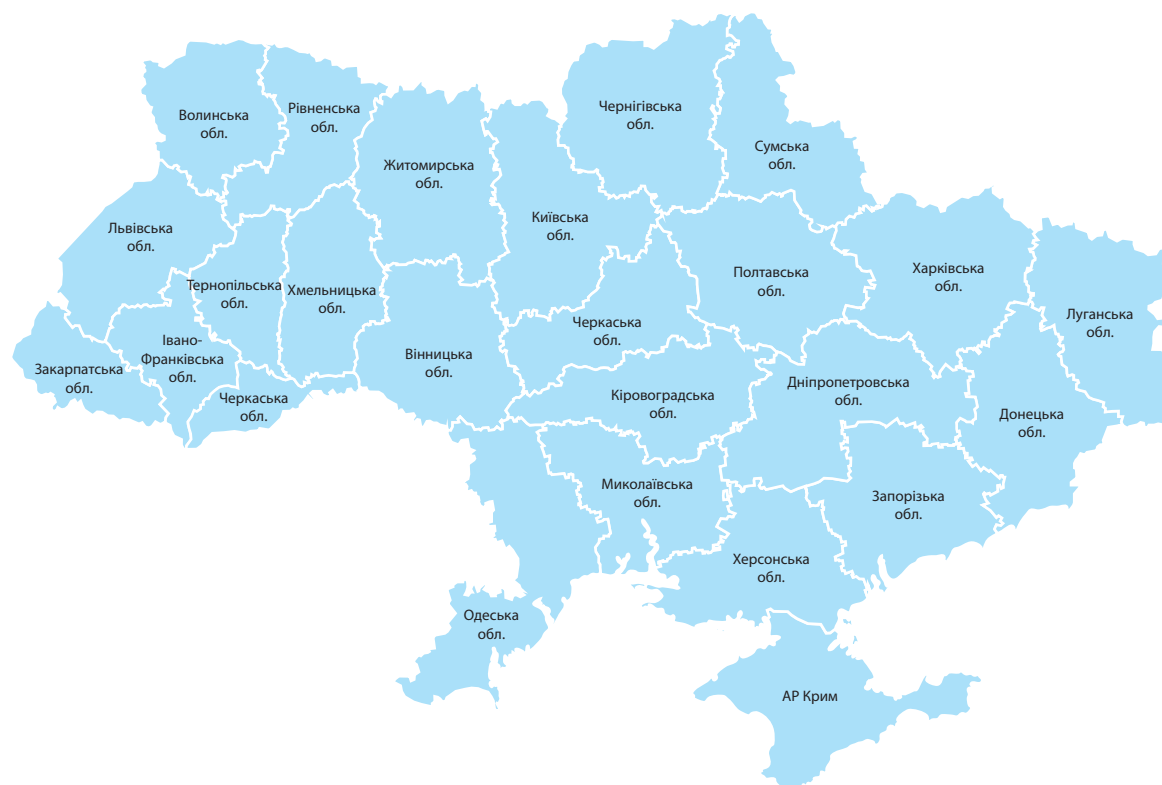 Волинська
обл.
Рівненська
обл.
Житомирська
обл.
Чернігівська
обл.
Сумська
обл.
Львівська
обл.
Тернопільська
обл.
Хмельницька
обл.
Київська
обл.
Полтавська
обл.
Харківська
обл.
Луганська
обл.
Закарпатська
обл.
Івано-
Франківська
обл.
Черкаська
обл.
Вінницька
обл.
Черкаська
обл.
Кіровоградська
обл.
Дніпропетровська
обл.
Донецька
обл.
Миколаївська
обл.
Запорізька
обл.
Херсонська
обл.
Одеська
обл.
АР Крим